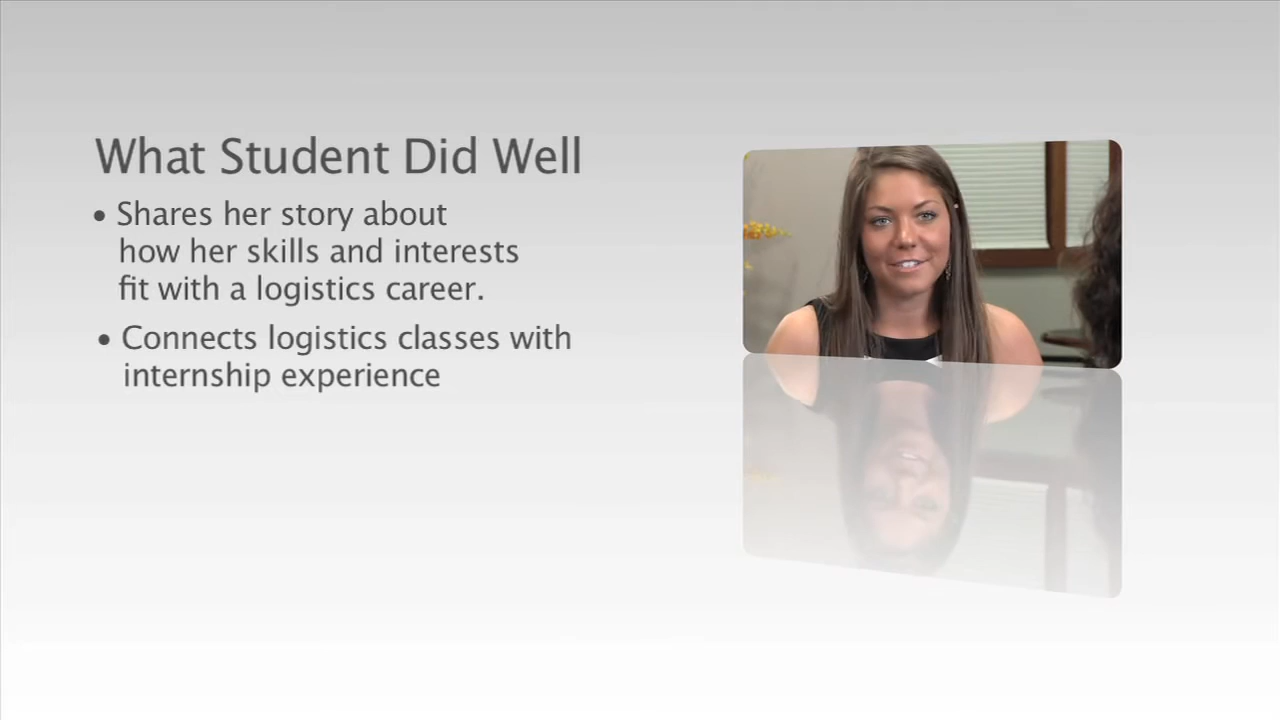 What Student Did Well
• Shares her story about
how her skills and interests
fit with a logistics career.
• Connects logistics classes with
internship experience